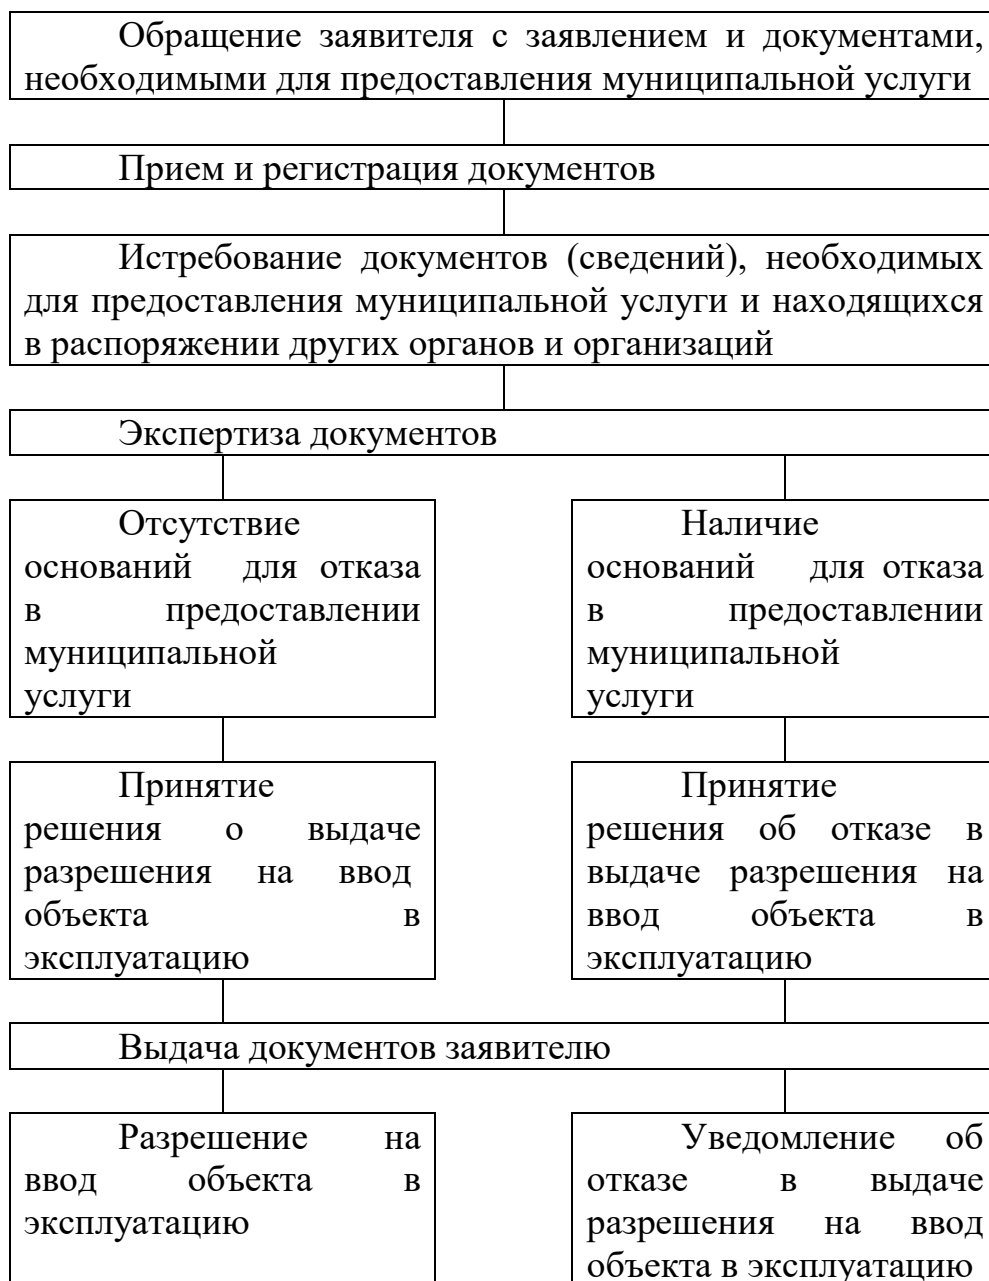 Обращение заявителя с заявлением и документами,
необходимыми для предоставления муниципальной услуги
Прием и регистрация документов
Истребование документов (сведений), необходимых
для предоставления муниципальной услуги и находящихся
в распоряжении других органов и организаций
Экспертиза документов
Отсутствие
оснований для отказа
в предоставлении
муниципальной
услуги
Наличие
оснований для отказа
в предоставлении
муниципальной
услуги
Принятие
решения о выдаче
разрешения на ввод
объекта в
эксплуатацию
Принятие
решения об отказе в
выдаче разрешения на
ввод объекта в
эксплуатацию
Выдача документов заявителю
Разрешение на
ввод объекта в
эксплуатацию
Уведомление об
отказе в выдаче
разрешения на ввод
объекта в эксплуатацию